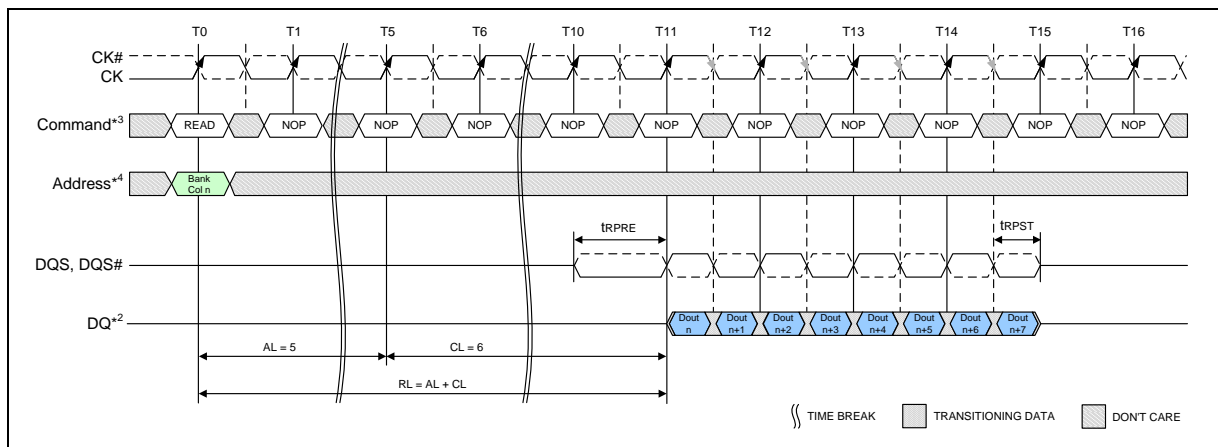 T0 T1 T5 T6 T10 T11 T12 T13 T14 T15 T16
CK#
CK
Command*3 READ NOP NOP NOP NOP NOP NOP NOP NOP NOP NOP
Address*4 Bank Col n
tRPRE tRPST
DQS, DQS#
DQ*2 Dout n Dout n+1 Dout n+2 Dout n+3 Dout n+4 Dout n+5 Dout n+6 Dout n+7
AL = 5 CL = 6
RL = AL + CL
TIME BREAK TRANSITIONING DATA DON'T CARE